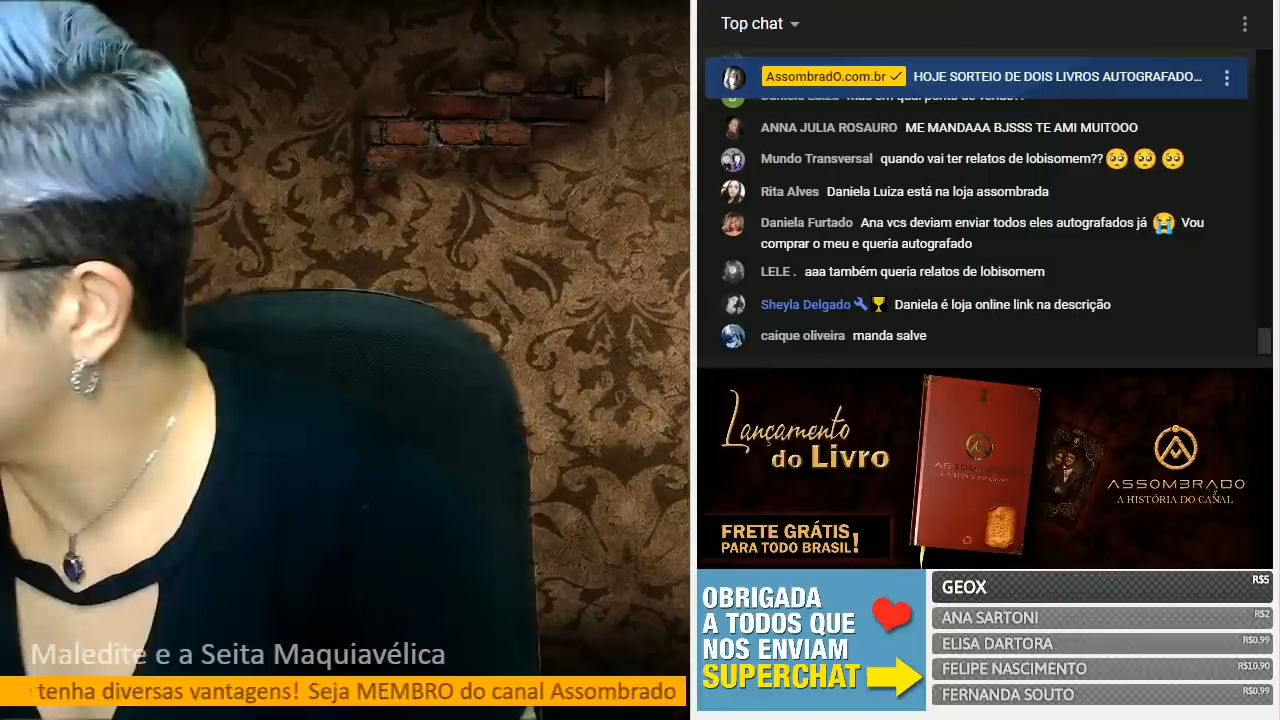 Top chat
AssombradO.com.br ✓ HOJE SORTEIO DE DOIS LIVROS AUTOGRAFADO...
ANNA JULIA ROSAURO ME MANDAAA BJSSS TE AMI MUITOOO
Mundo Transversal quando vai ter relatos de lobisomem?? 🥺 🥺 🥺
Rita Alves Daniela Luiza está na loja assombrada
Daniela Furtado Ana vcs deviam enviar todos eles autografados já 😭 Vou
comprar o meu e queria autografado
LELE . aaa também queria relatos de lobisomem
Sheyla Delgado Daniela é loja online link na descrição
caique oliveira manda salve
Lançamento
do Livro
FRETE GRÁTIS
PARA TODO BRASIL!
ASSOMBRADO
A HISTÓRIA DO CANAL
ASSOMBRADO
A HISTÓRIA DO CANAL
OBRIGADA
A TODOS QUE
NOS ENVIAM
SUPERCHAT
GEOX R$5
ANA SARTONI R$2
ELISA DARTORA R$0.99
FELIPE NASCIMENTO R$10.90
FERNANDA SOUTO R$0.99
Maledite e a Seita Maquiavélica
tenha diversas vantagens! Seja MEMBRO do canal Assombrado